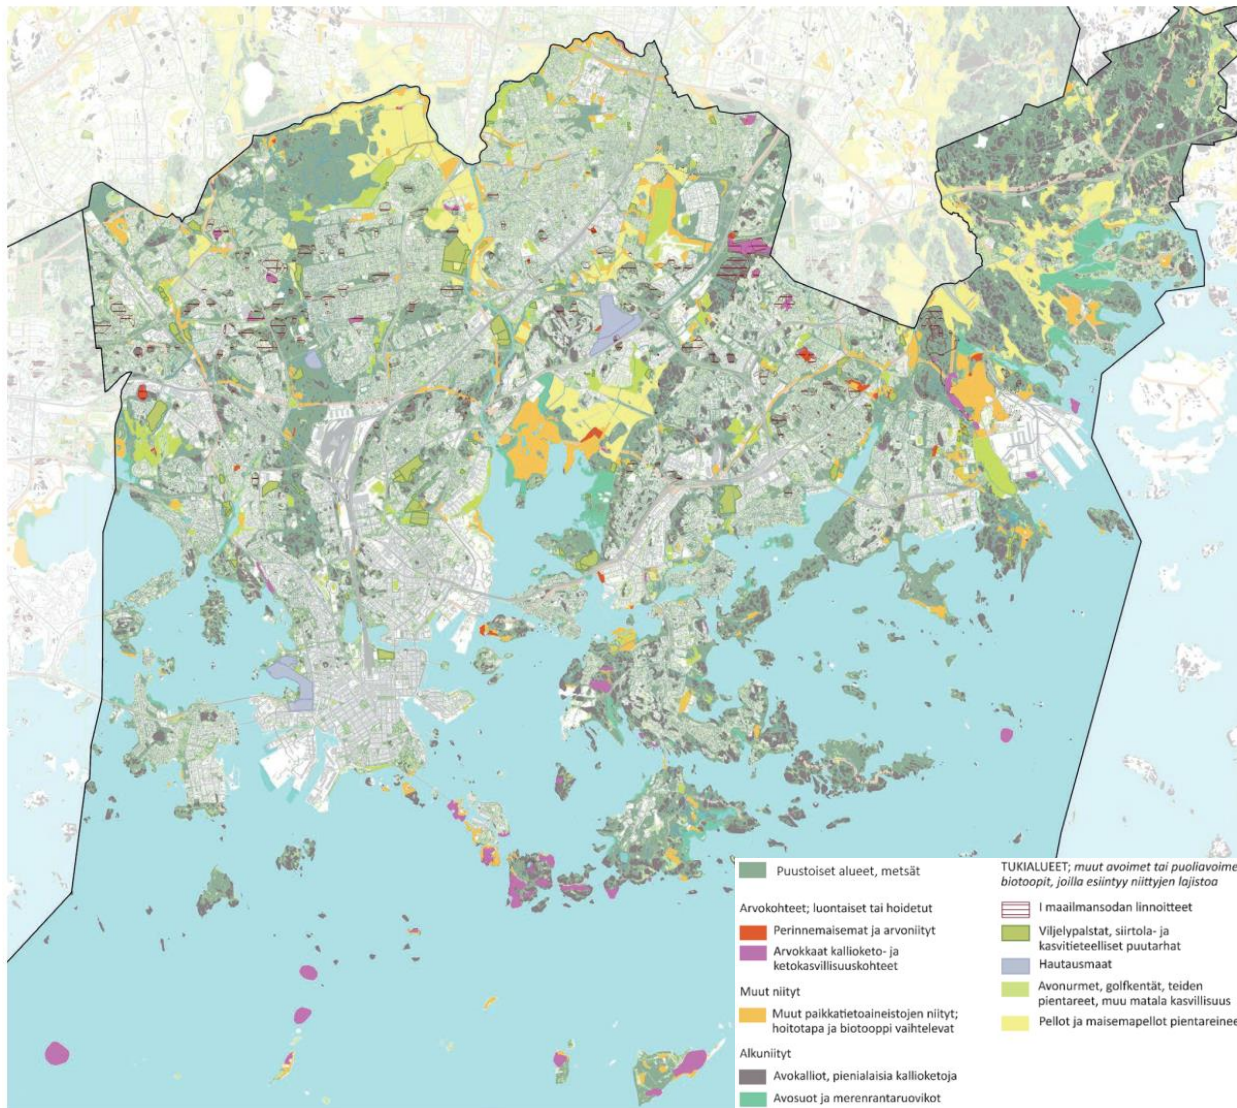 Puustoiset alueet, metsät
Arvokohteet; luontaiset tai hoidetut
Perinnemaisemat ja arvoniityt
Arvokkaat kallioketo- ja
ketokasvillisuuskohteet
Muut niityt
Muut paikkatietoaineistojen niityt;
hoitotapa ja biotooppi vaihtelevat
Alkuniityt
Avokalliot, pienialaisia kallioketoja
Avosuot ja merenrantaruovikot
TUKIALUEET; muut avoimet tai puoliavoime
biotoopit, joilla esiintyy niittyjen lajistoa
I maailmansodan linnoitteet
Viljelypalstat, siirtola- ja
kasvitieteelliset puutarhat
Hautausmaat
Avonurmet, golfkentät, teiden
pientareet, muu matala kasvillisuus
Pellot ja maisemapellot pientareinee